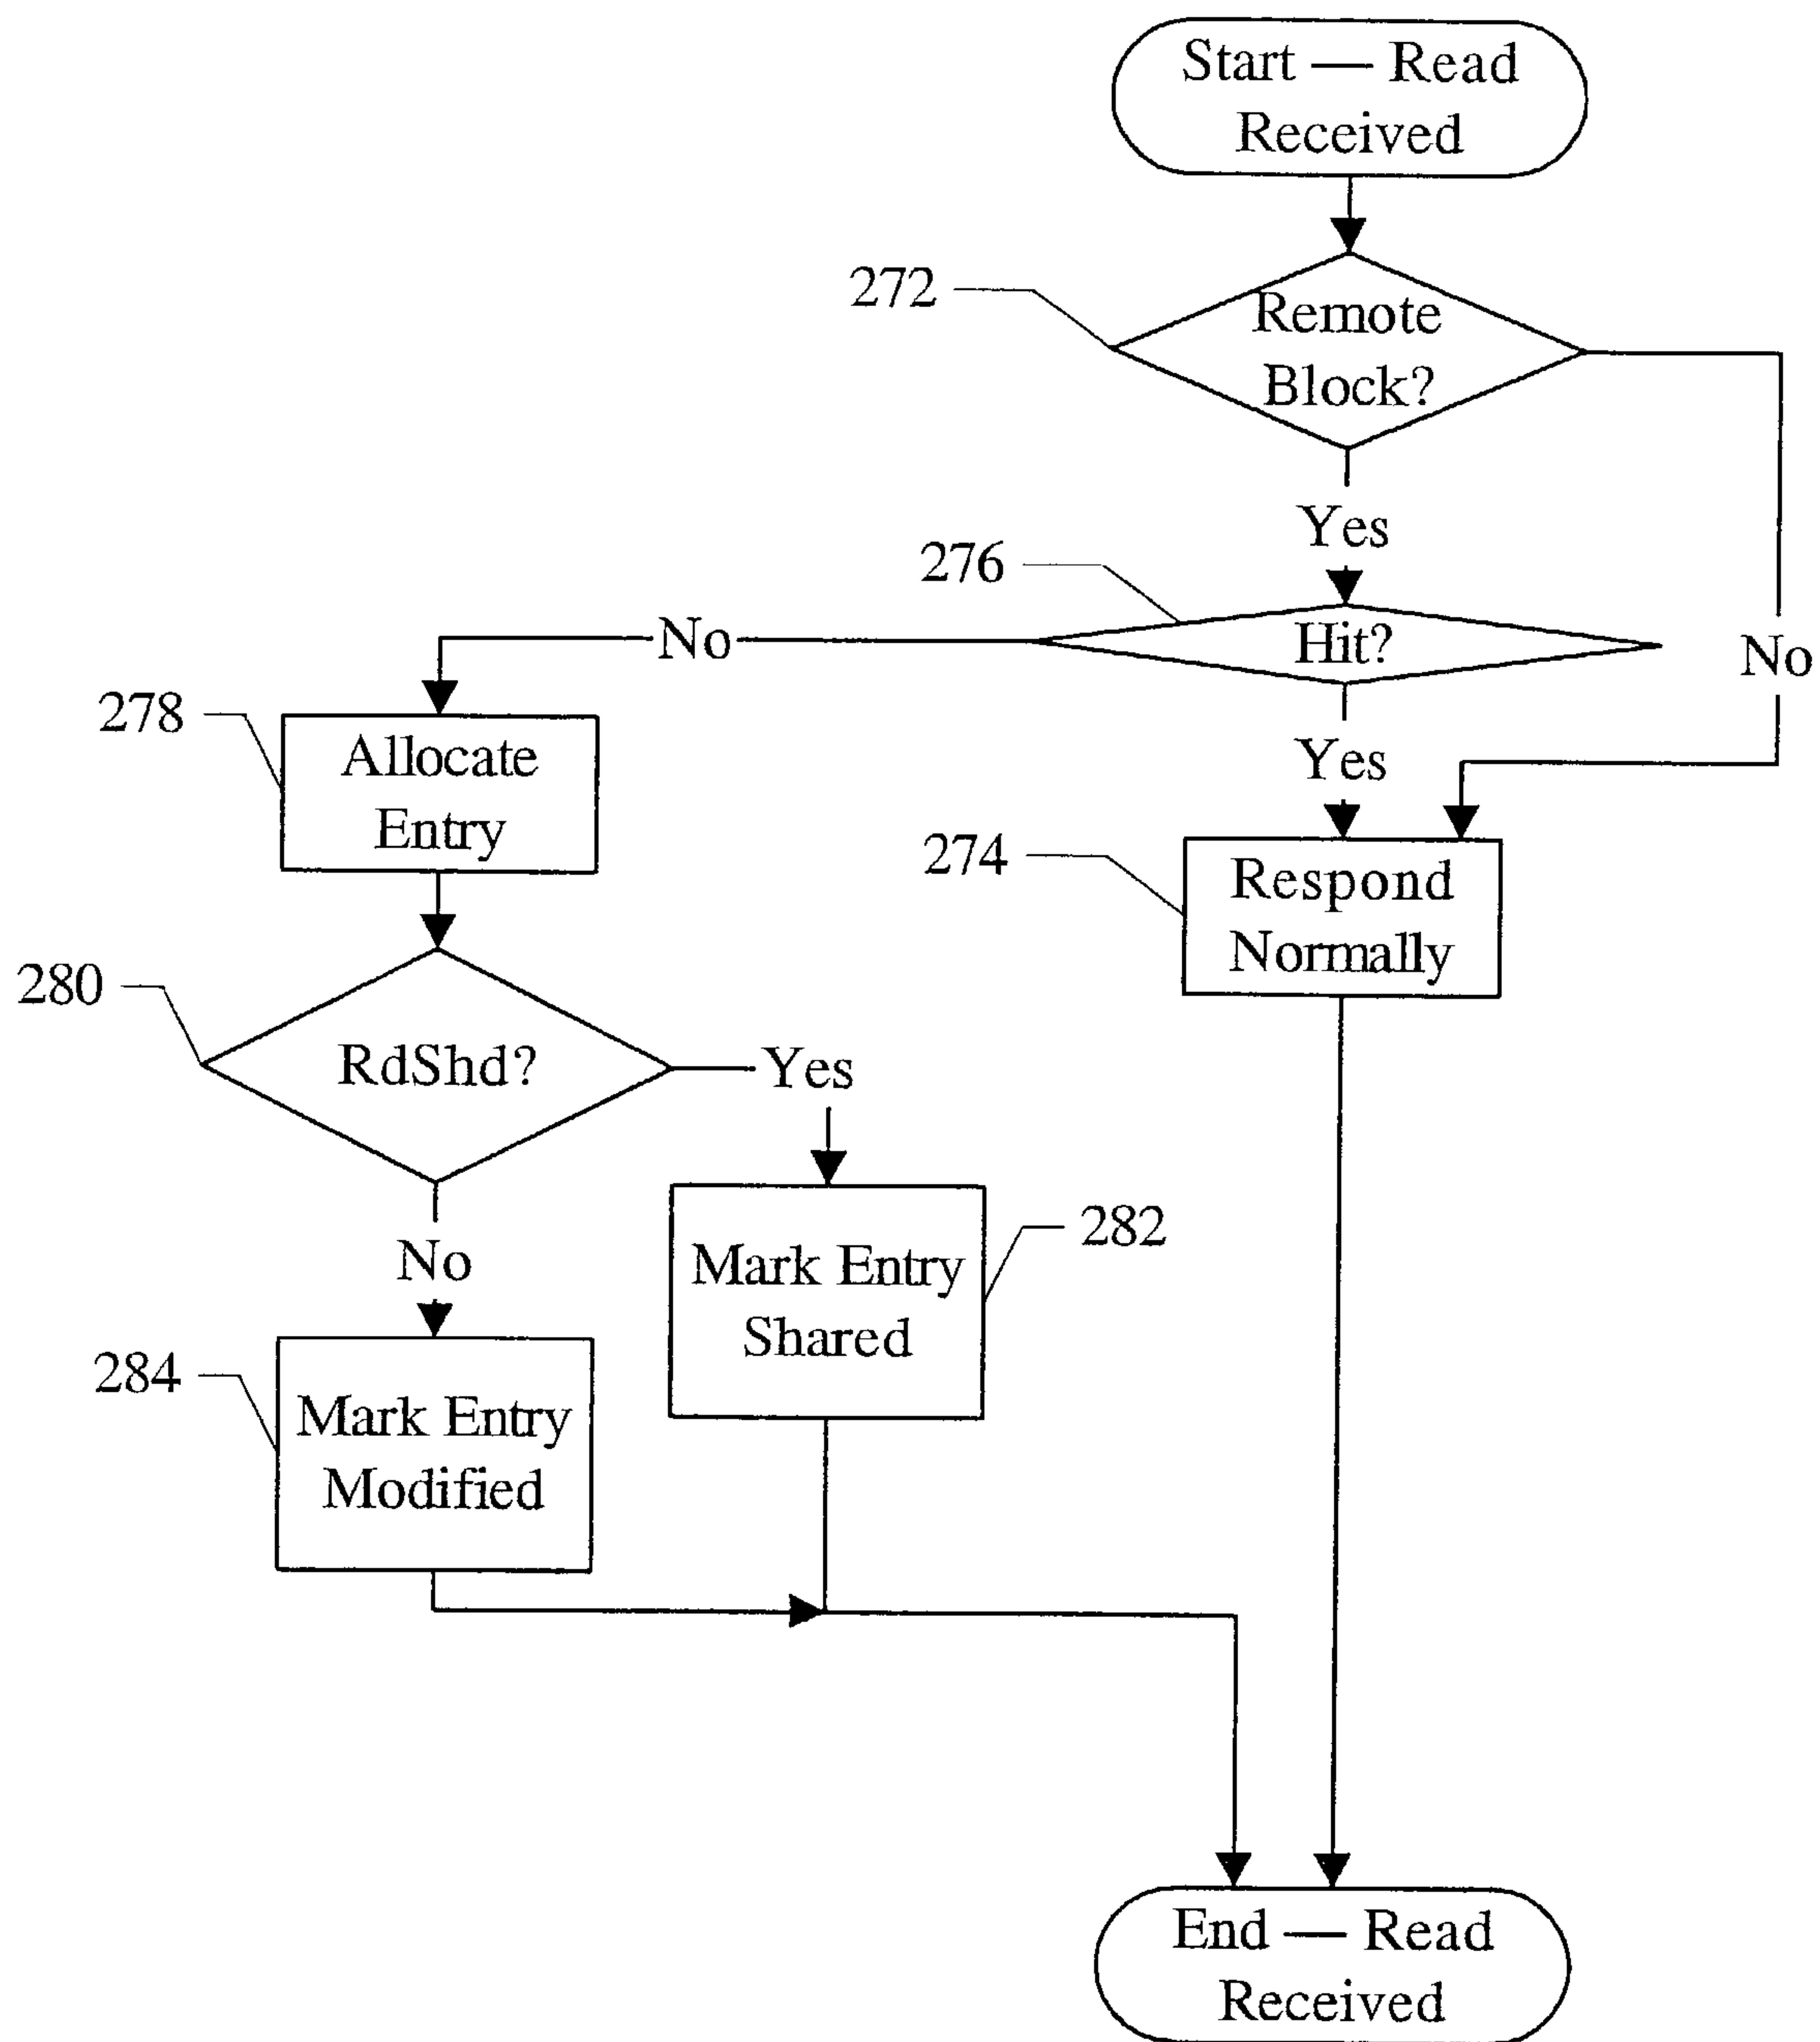 Start — Read
Received
272
Remote
Block?
Yes
276
Hit?
No
No
278
Allocate
Entry
Yes
274
Respond
Normally
280
RdShd?
Yes
282
Mark Entry
Shared
No
284
Mark Entry
Modified
End — Read
Received